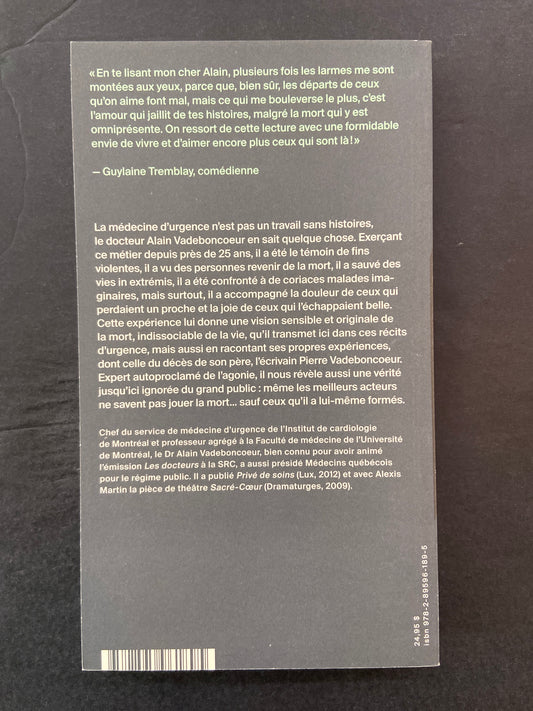 « En te lisant mon cher Alain, plusieurs fois les larmes me sont
montées aux yeux, parce que, bien sûr, les départs de ceux
qu'on aime font mal, mais ce qui me bouleverse le plus, c'est
l'amour qui jaillit de tes histoires, malgré la mort qui y est
omniprésente. On ressort de cette lecture avec une formidable
envie de vivre et d'aimer encore plus ceux qui sont là ! »
— Guylaine Tremblay, comédienne
La médecine d'urgence n'est pas un travail sans histoires,
le docteur Alain Vadeboncoeur en sait quelque chose. Exerçant
ce métier depuis près de 25 ans, il a été le témoin de fins
violentes, il a vu des personnes revenir de la mort, il a sauvé des
vies in extrémis, il a été confronté à de coriaces malades ima-
ginaires, mais surtout, il a accompagné la douleur de ceux qui
perdaient un proche et la joie de ceux qui l'échappaient belle.
Cette expérience lui donne une vision sensible et originale de
la mort, indissociable de la vie, qu'il transmet ici dans ces récits
d'urgence, mais aussi en racontant ses propres expériences,
dont celle du décès de son père, l'écrivain Pierre Vadeboncoeur.
Expert autoproclamé de l'agonie, il nous révèle aussi une vérité
jusqu'ici ignorée du grand public : même les meilleurs acteurs
ne savent pas jouer la mort... sauf ceux qu'il a lui-même formés.
Chef du service de médecine d'urgence de l'Institut de cardiologie
de Montréal et professeur agrégé à la Faculté de médecine de l'Université
de Montréal, le Dr Alain Vadeboncoeur, bien connu pour avoir animé
l'émission Les docteurs à la SRC, a aussi présidé Médecins québécois
pour le régime public. Il a publié Privé de soins (Lux, 2012) et avec Alexis
Martin la pièce de théâtre Sacré-Cœur (Dramaturges, 2009).
24,95 $
isbn 978-2-89596-189-5